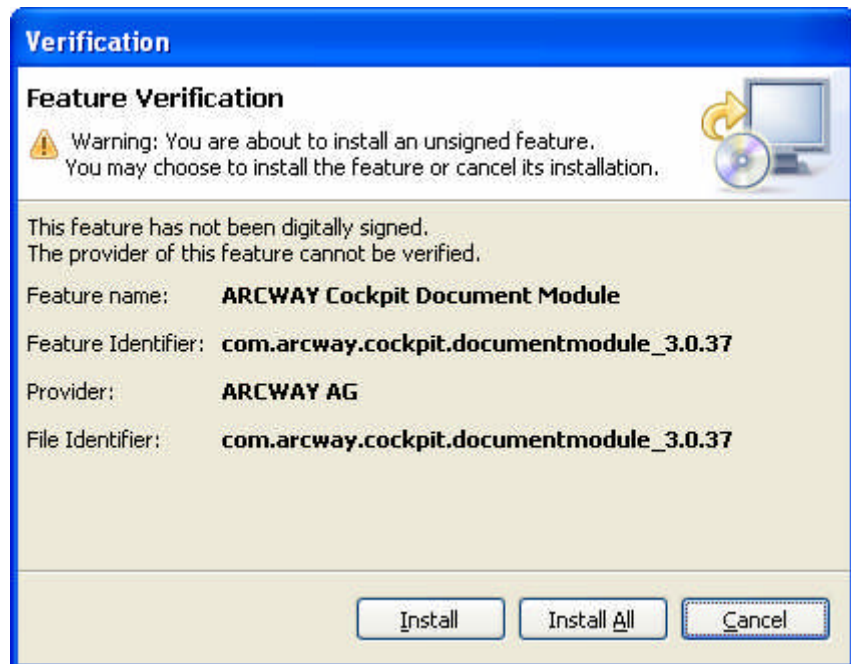 Verification
Feature Verification
Warning: You are about to install an unsigned feature.
You may choose to install the feature or cancel its installation.
This feature has not been digitally signed.
The provider of this feature cannot be verified.
Feature name: ARCWAY Cockpit Document Module
Feature Identifier: com.arcway.cockpit.documentmodule_3.0.37
Provider: ARCWAY AG
File Identifier: com.arcway.cockpit.documentmodule_3.0.37
Install Install All Cancel